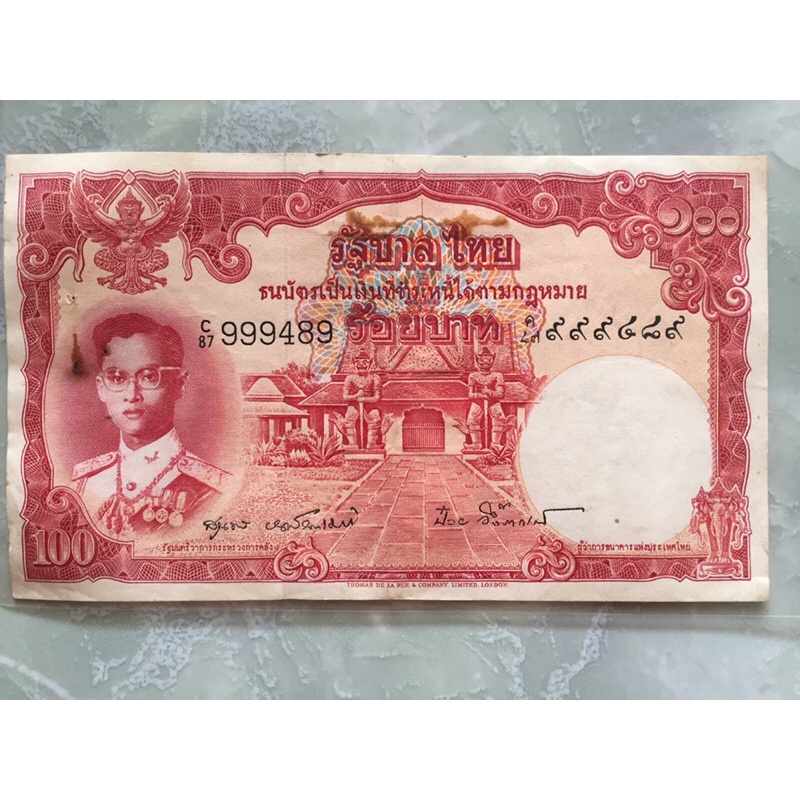 ๑๐๐
รัฐบาลไทย
ธนบัตรเป็นเงินที่ชำระหนี้ได้ตามกฎหมาย
C/87 999489 ร้อยบาท ๙๙๙๔๘๙
100
รัฐมนตรีว่าการกระทรวงการคลัง
ผู้ว่าการธนาคารแห่งประเทศไทย
THOMAS DE LA RUE & COMPANY, LIMITED, LONDON